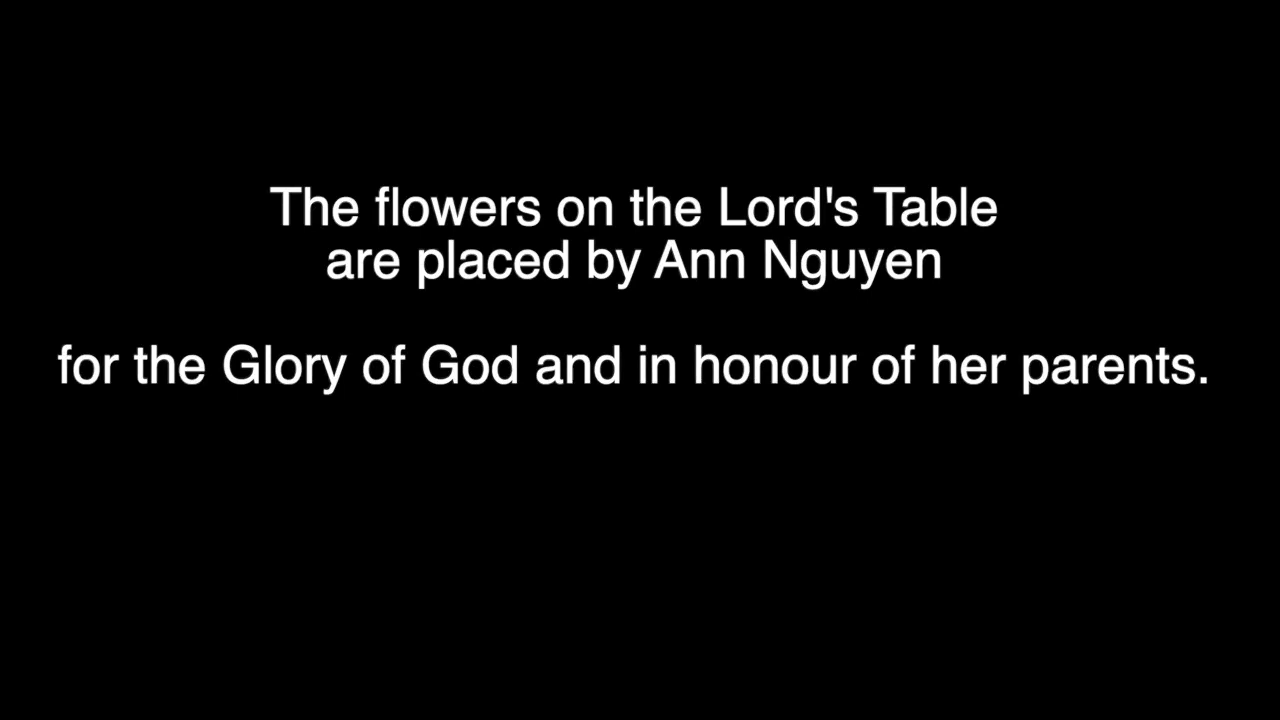 The flowers on the Lord's Table
are placed by Ann Nguyen
for the Glory of God and in honour of her parents.